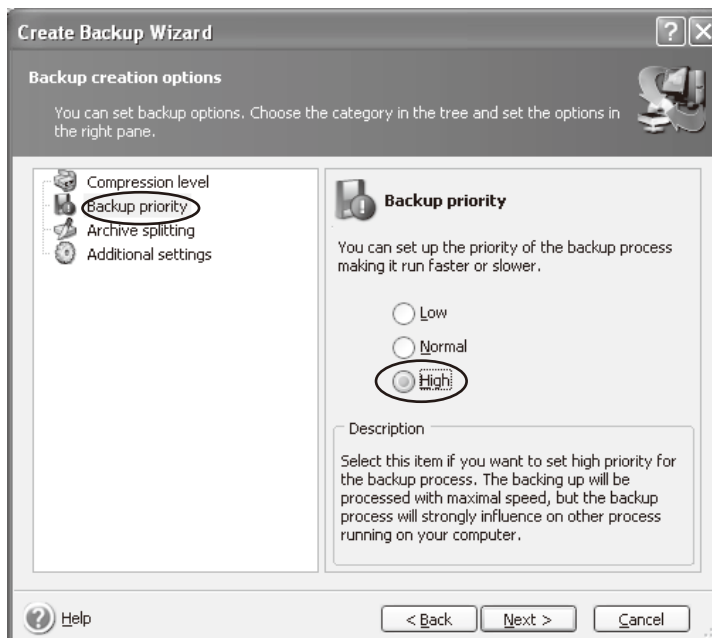 Create Backup Wizard
Backup creation options
You can set backup options. Choose the category in the tree and set the options in
the right pane.
Compression level
Backup priority
Archive splitting
Additional settings
Backup priority
You can set up the priority of the backup process
making it run faster or slower.
Low
Normal
High
Description
Select this item if you want to set high priority for
the backup process. The backing up will be
processed with maximal speed, but the backup
process will strongly influence on other process
running on your computer.
Help
< Back
Next >
Cancel